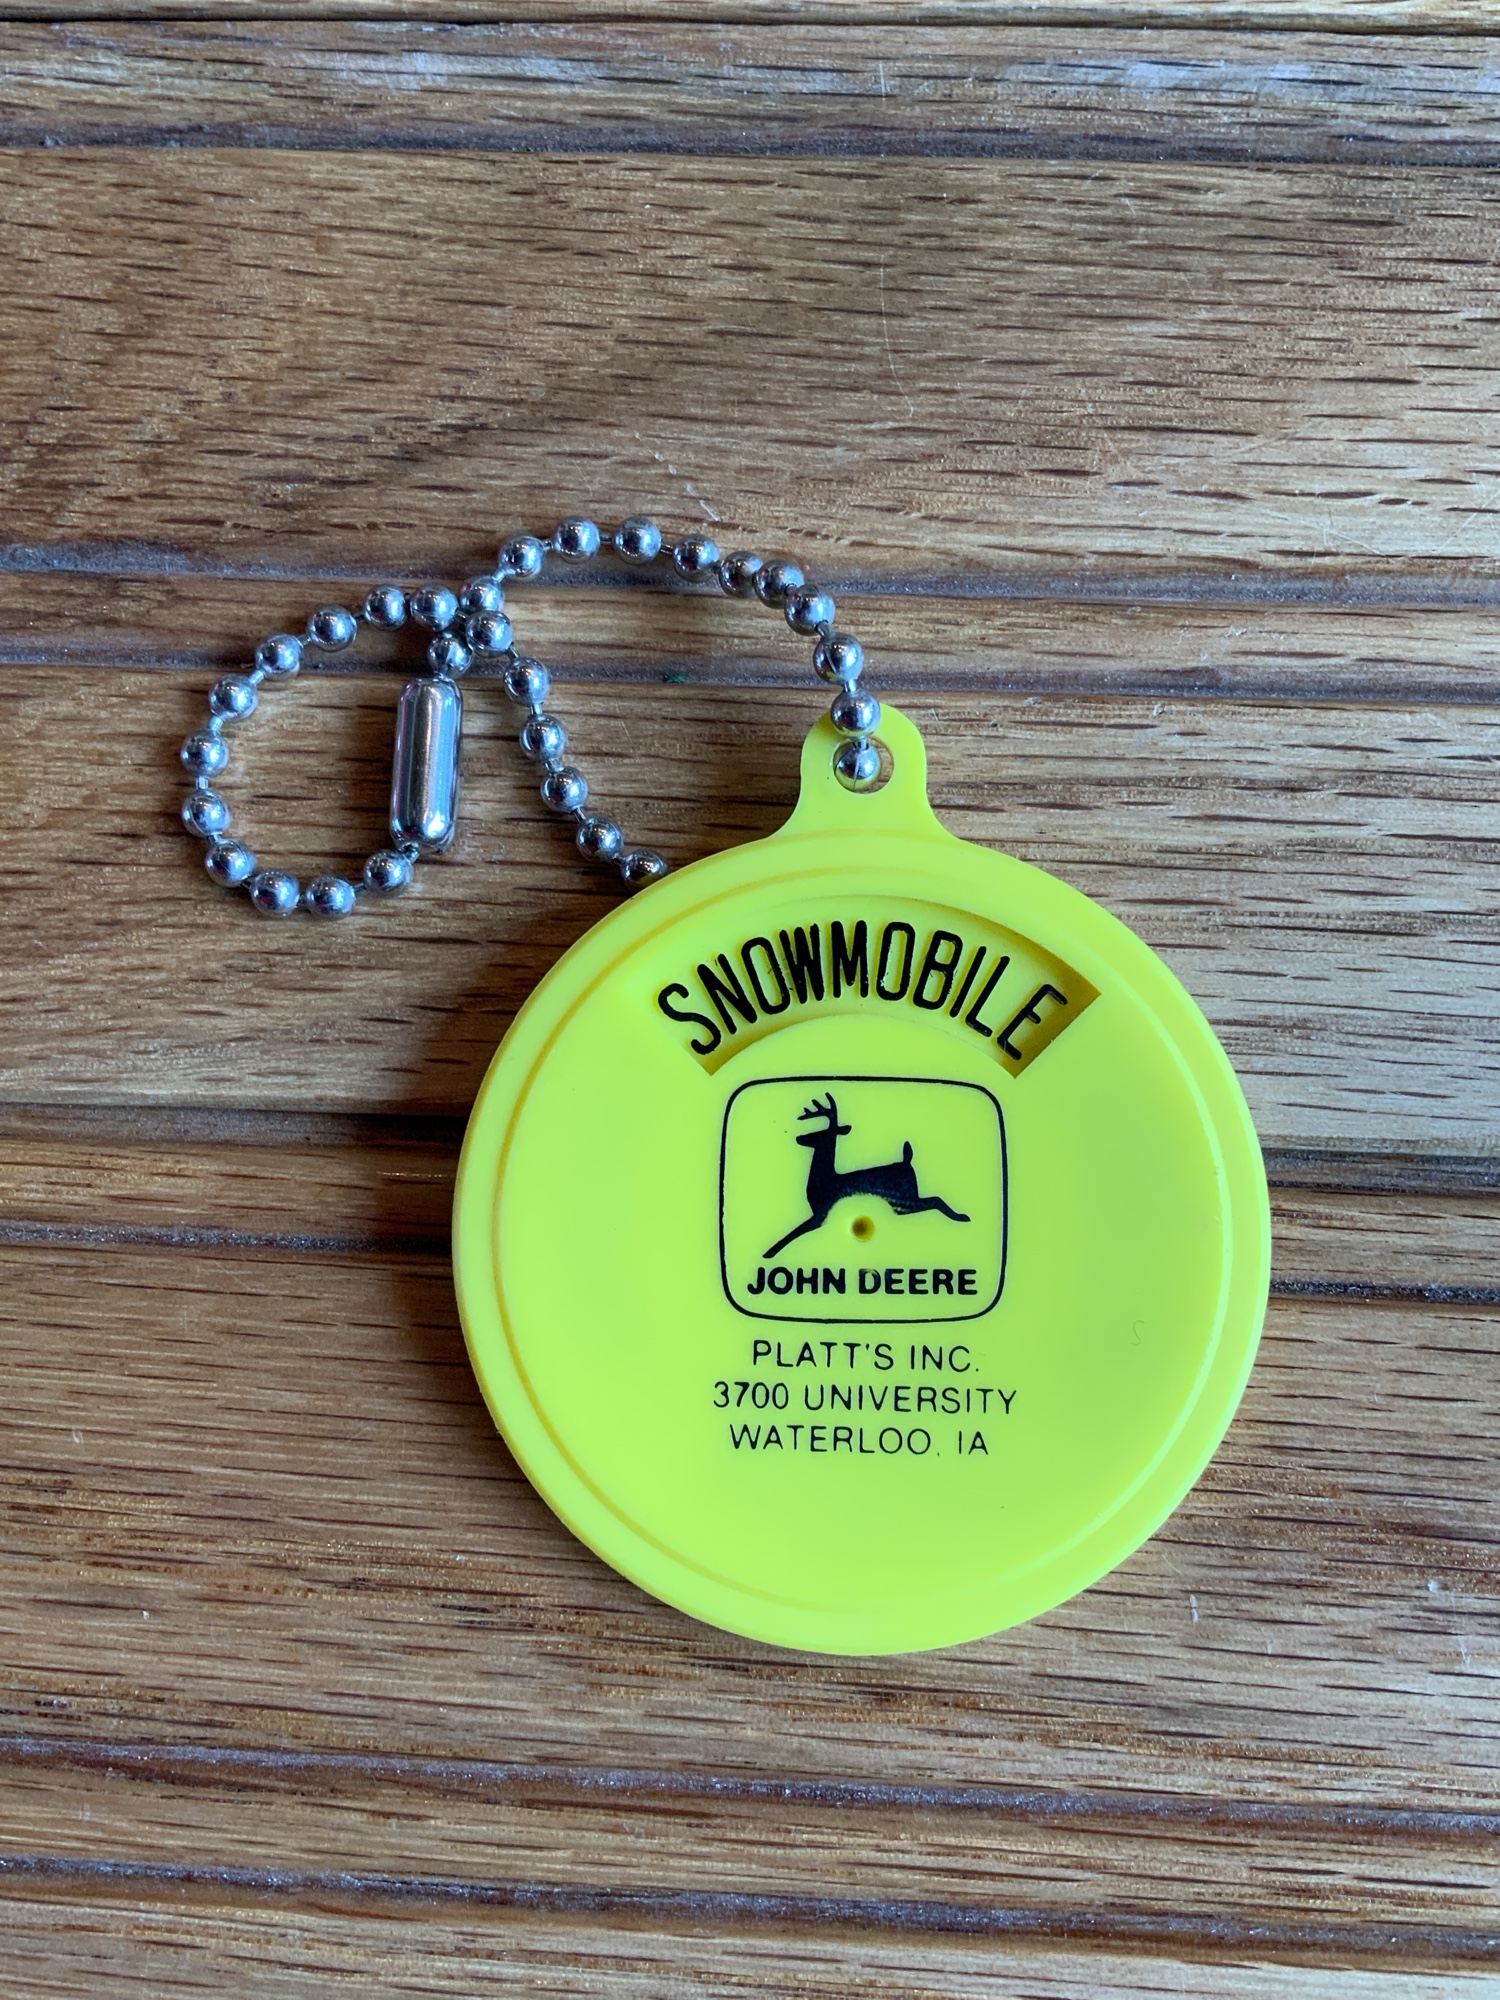 SNOWMOBILE
JOHN DEERE
PLATT'S INC.
3700 UNIVERSITY
WATERLOO, IA